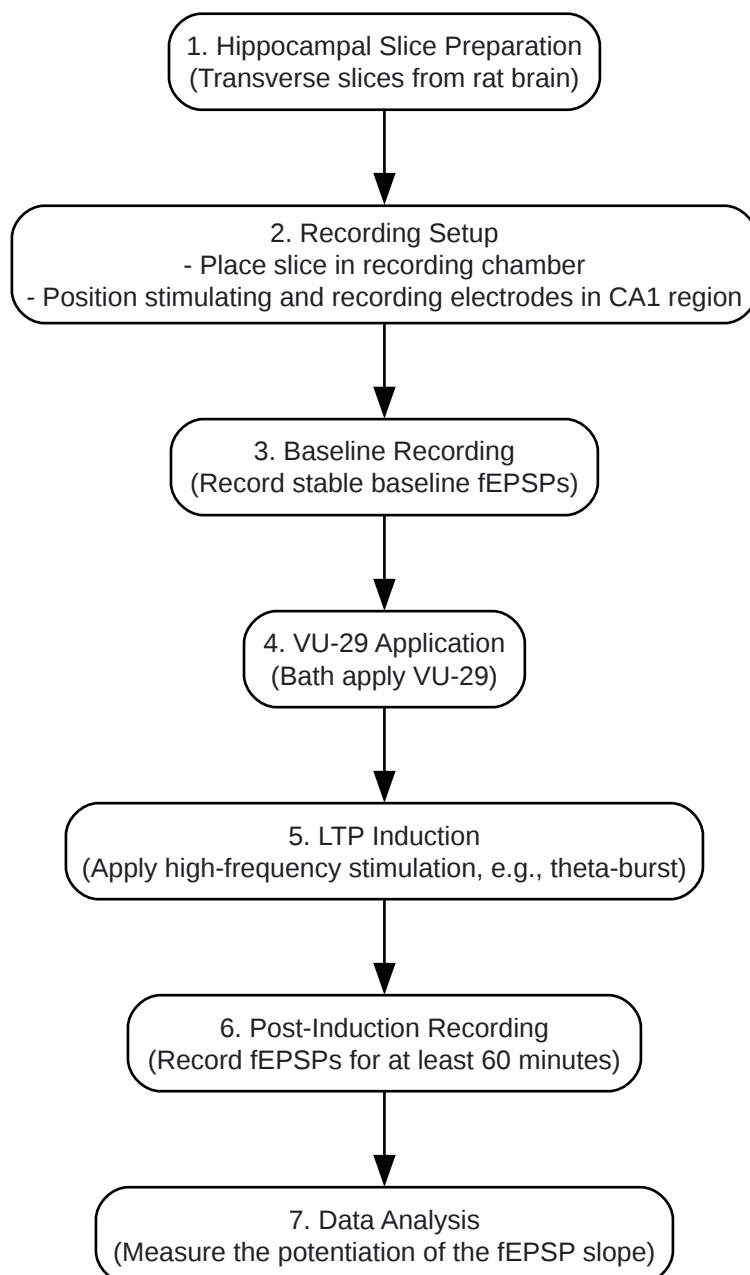 1. Hippocampal Slice Preparation
(Transverse slices from rat brain)
2. Recording Setup
- Place slice in recording chamber
- Position stimulating and recording electrodes in CA1 region
3. Baseline Recording
(Record stable baseline fEPSPs)
4. VU-29 Application
(Bath apply VU-29)
5. LTP Induction
(Apply high-frequency stimulation, e.g., theta-burst)
6. Post-Induction Recording
(Record fEPSPs for at least 60 minutes)
7. Data Analysis
(Measure the potentiation of the fEPSP slope)